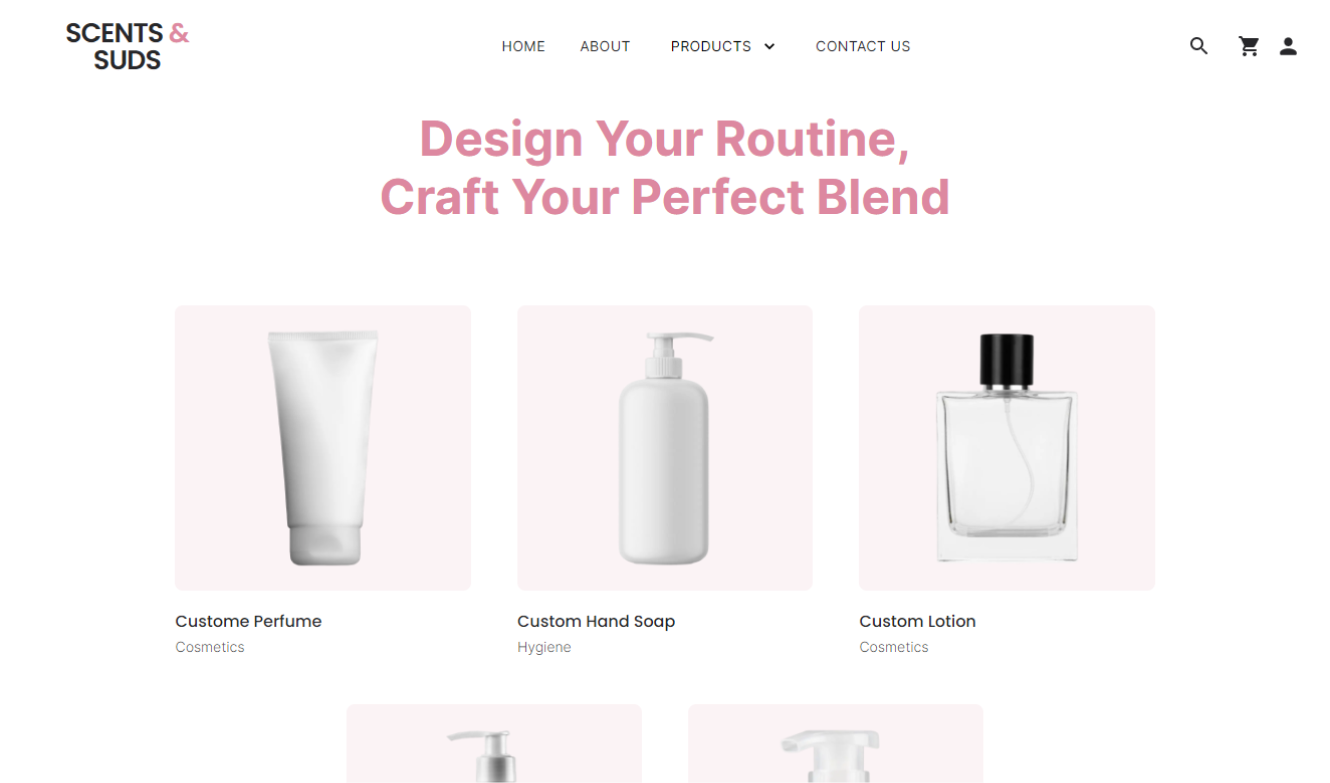 SCENTS &
SUDS
HOME ABOUT PRODUCTS CONTACT US
Design Your Routine,
Craft Your Perfect Blend
Custome Perfume Custom Hand Soap Custom Lotion
Cosmetics Hygiene Cosmetics